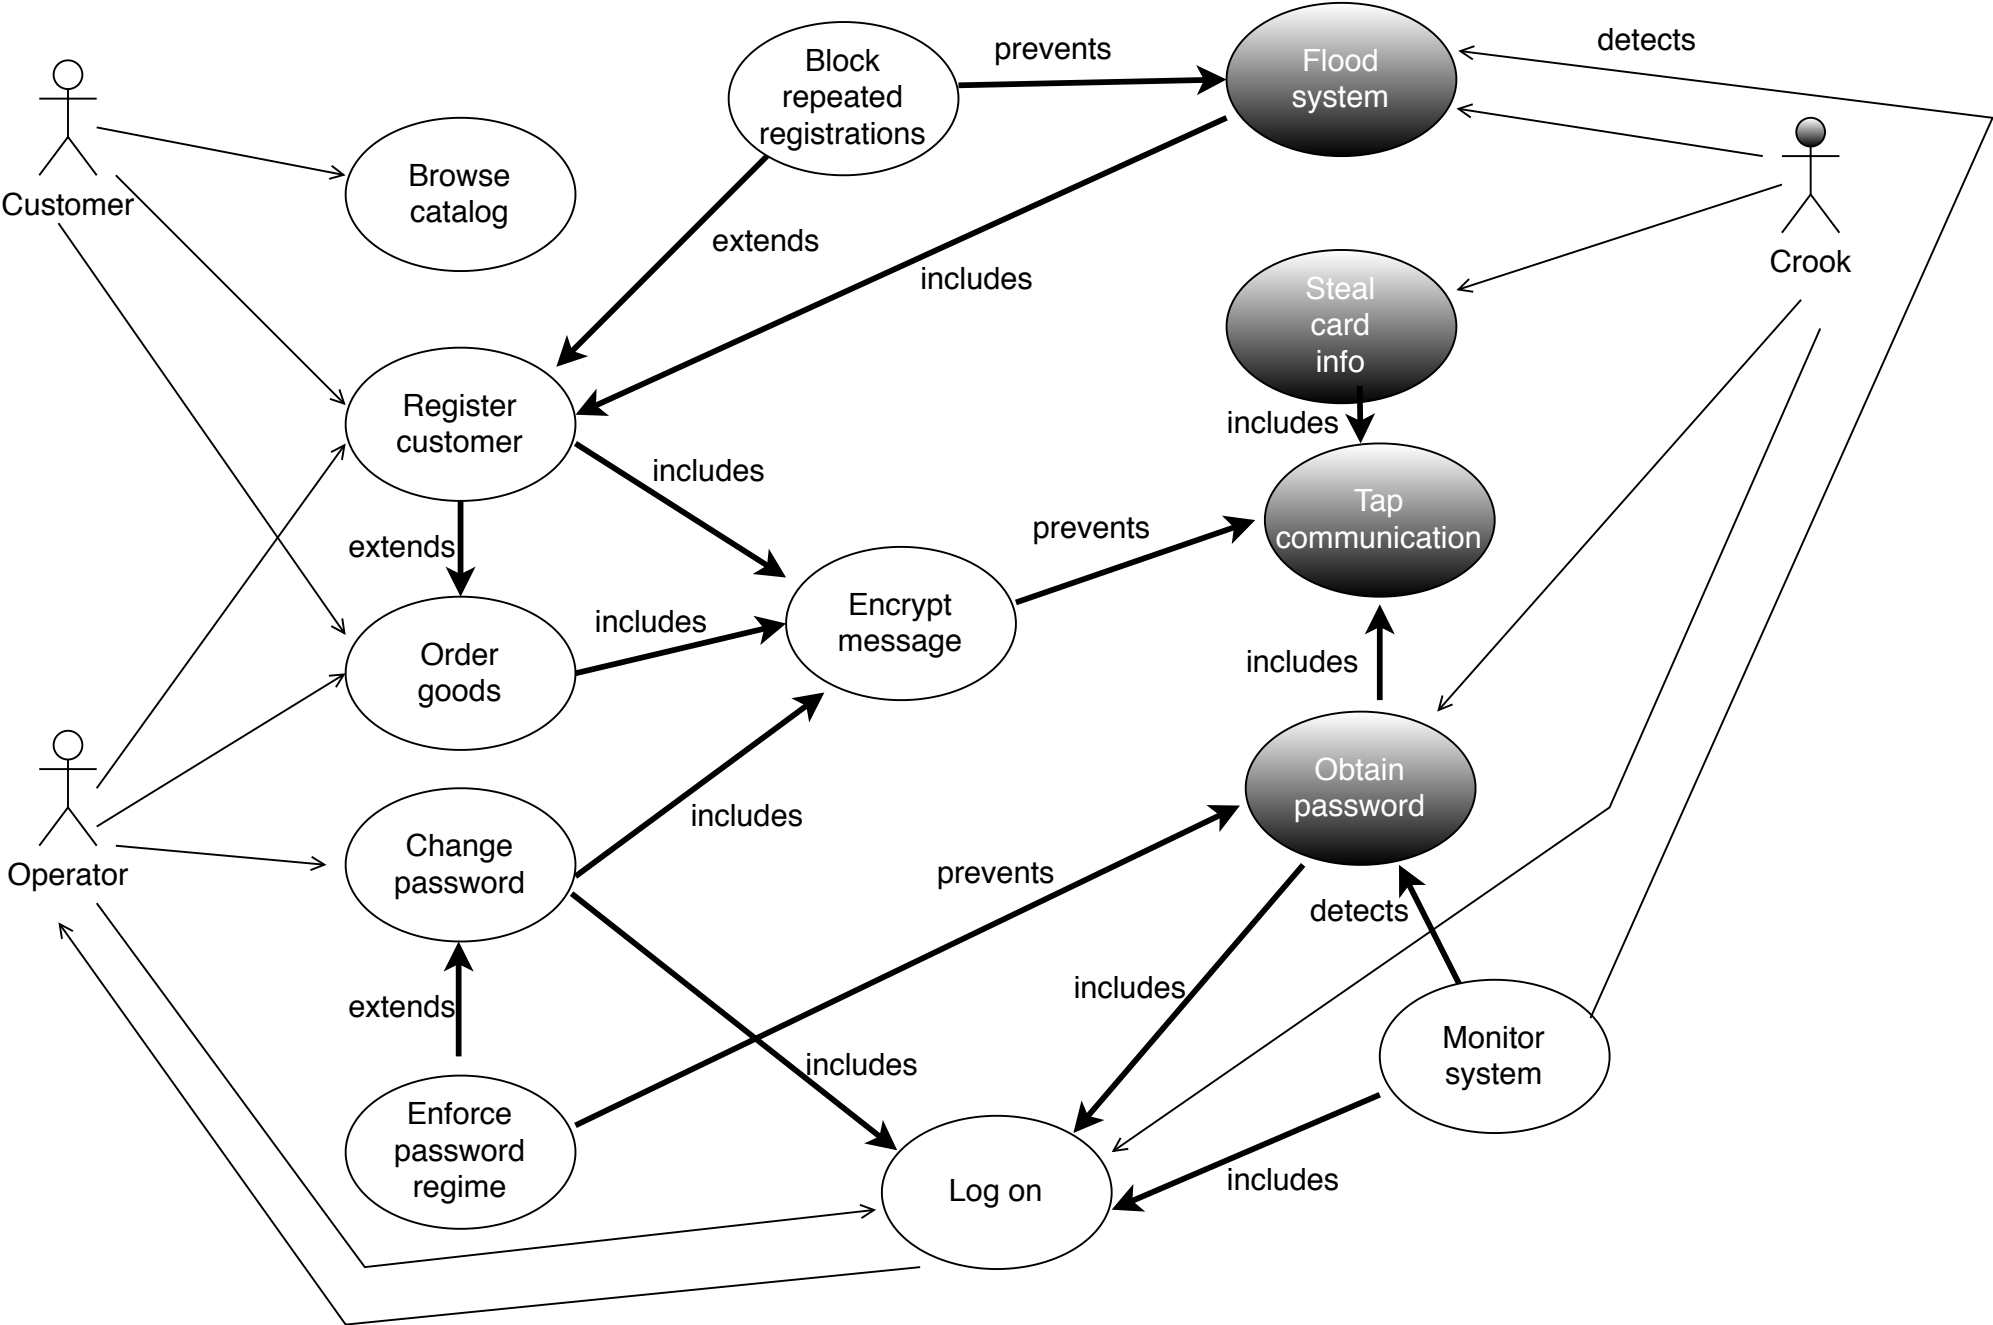 Block
repeated
registrations
prevents
Flood
system
detects
Customer
Browse
catalog
extends
includes
Crook
Steal
card
info
includes
Register
customer
includes
Tap
communication
prevents
extends
Encrypt
message
includes
Order
goods
includes
Obtain
password
includes
Change
password
Operator
prevents
detects
includes
extends
Monitor
system
includes
Enforce
password
regime
Log on
includes